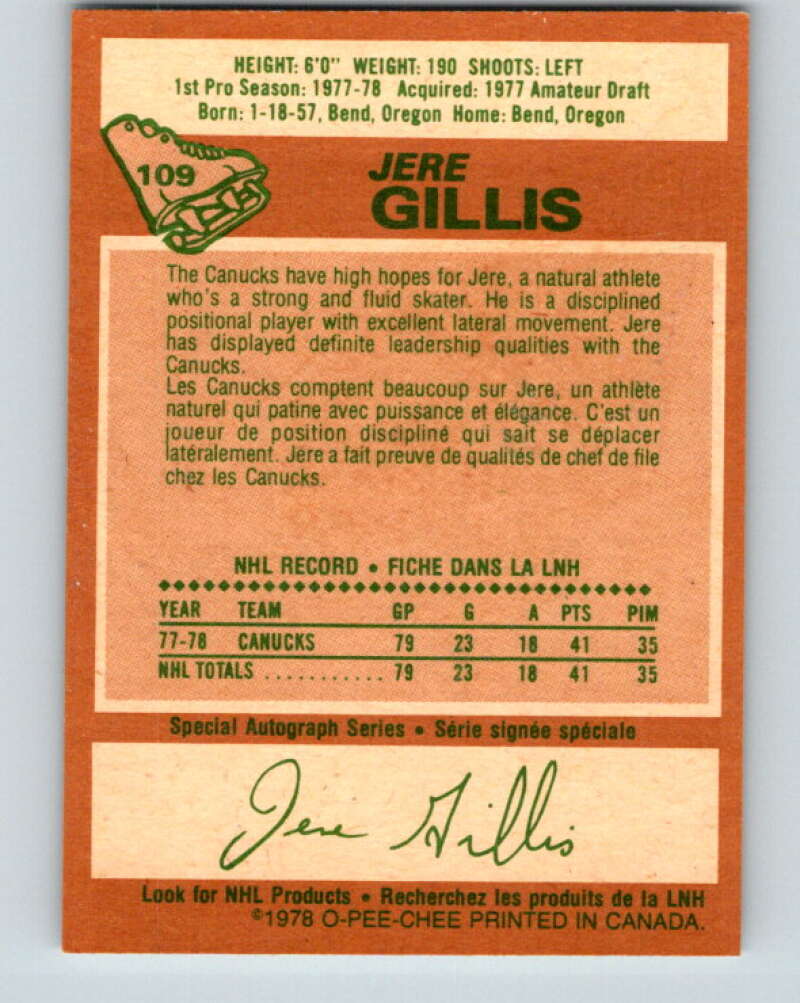 HEIGHT: 6'0" WEIGHT: 190 SHOOTS: LEFT
1st Pro Season: 1977-78 Acquired: 1977 Amateur Draft
Born: 1-18-57, Bend, Oregon Home: Bend, Oregon
109
JERE
GILLIS
The Canucks have high hopes for Jere, a natural athlete
who's a strong and fluid skater. He is a disciplined
positional player with excellent lateral movement. Jere
has displayed definite leadership qualities with the
Canucks.
Les Canucks comptent beaucoup sur Jere, un athlète
naturel qui patine avec puissance et élégance. C'est un
joueur de position discipliné qui sait se déplacer
latéralement. Jere a fait preuve de qualités de chef de file
chez les Canucks.
NHL RECORD • FICHE DANS LA LNH
YEAR TEAM GP G A PTS PIM
77-78 CANUCKS 79 23 18 41 35
NHL TOTALS ........... 79 23 18 41 35
Special Autograph Series • Série signée spéciale
Jere Gillis
Look for NHL Products • Recherchez les produits de la LNH
©1978 O-PEE-CHEE PRINTED IN CANADA.